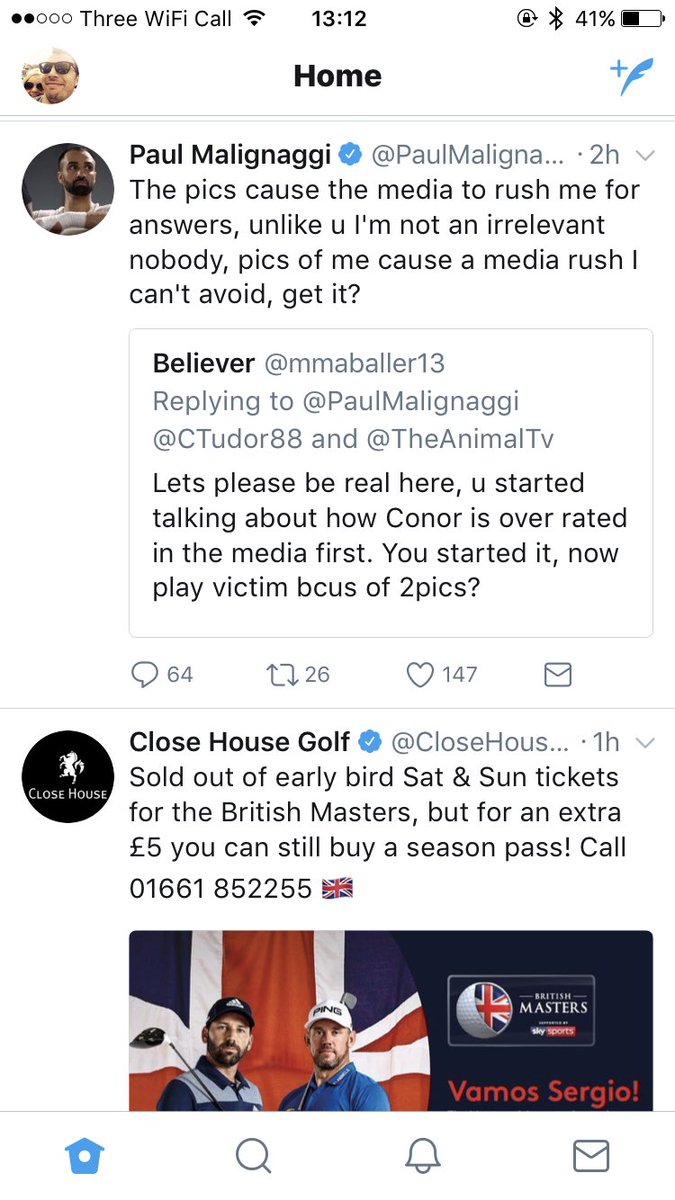 Three WiFi Call 13:12 41%
Home
Paul Malignaggi @PaulMaligna... · 2h
The pics cause the media to rush me for
answers, unlike u I'm not an irrelevant
nobody, pics of me cause a media rush I
can't avoid, get it?
Believer @mmaballer13
Replying to @PaulMalignaggi
@CTudor88 and @TheAnimalTv
Lets please be real here, u started
talking about how Conor is over rated
in the media first. You started it, now
play victim bcus of 2pics?
64 26 147
Close House Golf @CloseHous... · 1h
CLOSE HOUSE
Sold out of early bird Sat & Sun tickets
for the British Masters, but for an extra
£5 you can still buy a season pass! Call
01661 852255 🇬🇧
PING
BRITISH
MASTERS
SUPPORTED BY
sky sports
Vamos Sergio!